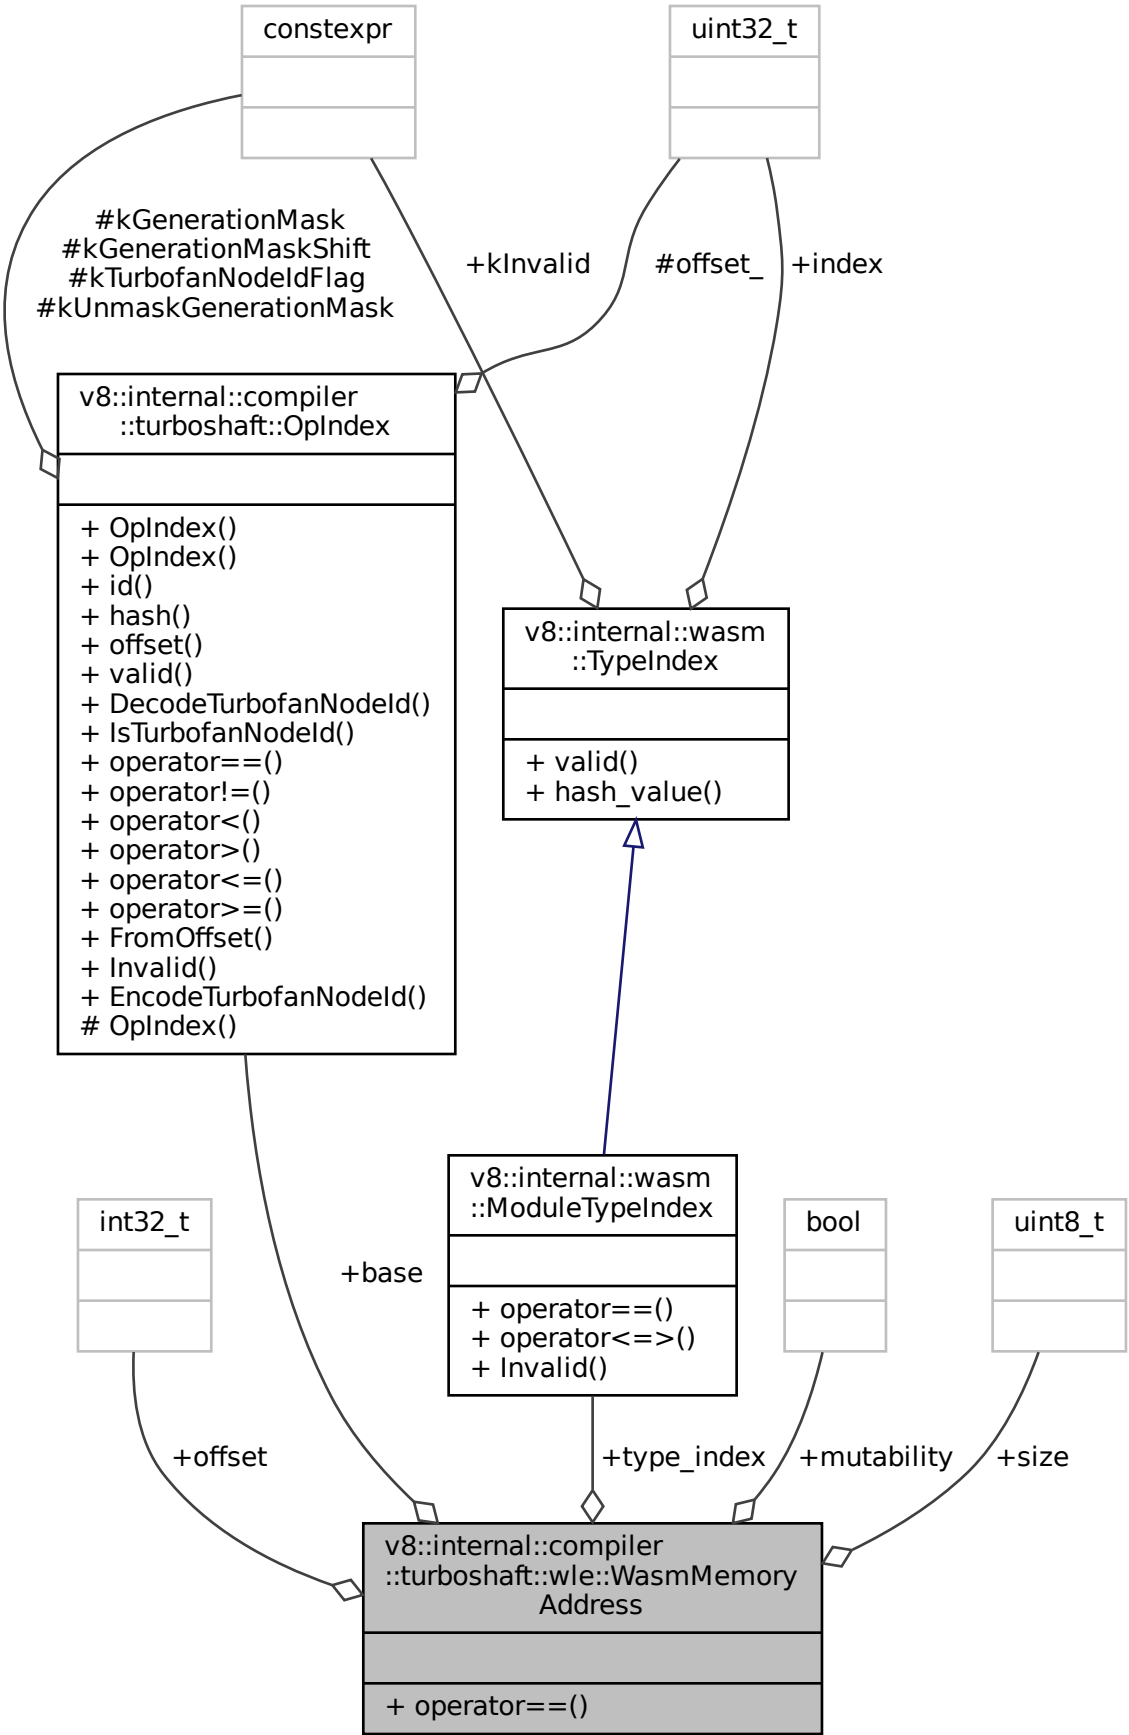 constexpr
uint32_t
#kGenerationMask
#kGenerationMaskShift
#kTurbofanNodeIdFlag
#kUnmaskGenerationMask
+kInvalid
#offset_
+index
v8::internal::compiler
::turboshaft::OpIndex
+ OpIndex()
+ OpIndex()
+ id()
+ hash()
+ offset()
+ valid()
+ DecodeTurbofanNodeId()
+ IsTurbofanNodeId()
+ operator==()
+ operator!=()
+ operator<()
+ operator>()
+ operator<=()
+ operator>=()
+ FromOffset()
+ Invalid()
+ EncodeTurbofanNodeId()
# OpIndex()
v8::internal::wasm
::TypeIndex
+ valid()
+ hash_value()
int32_t
+base
v8::internal::wasm
::ModuleTypeIndex
+ operator==()
+ operator<=>()
+ Invalid()
bool
uint8_t
+offset
+type_index
+mutability
+size
v8::internal::compiler
::turboshaft::wle::WasmMemory
Address
+ operator==()